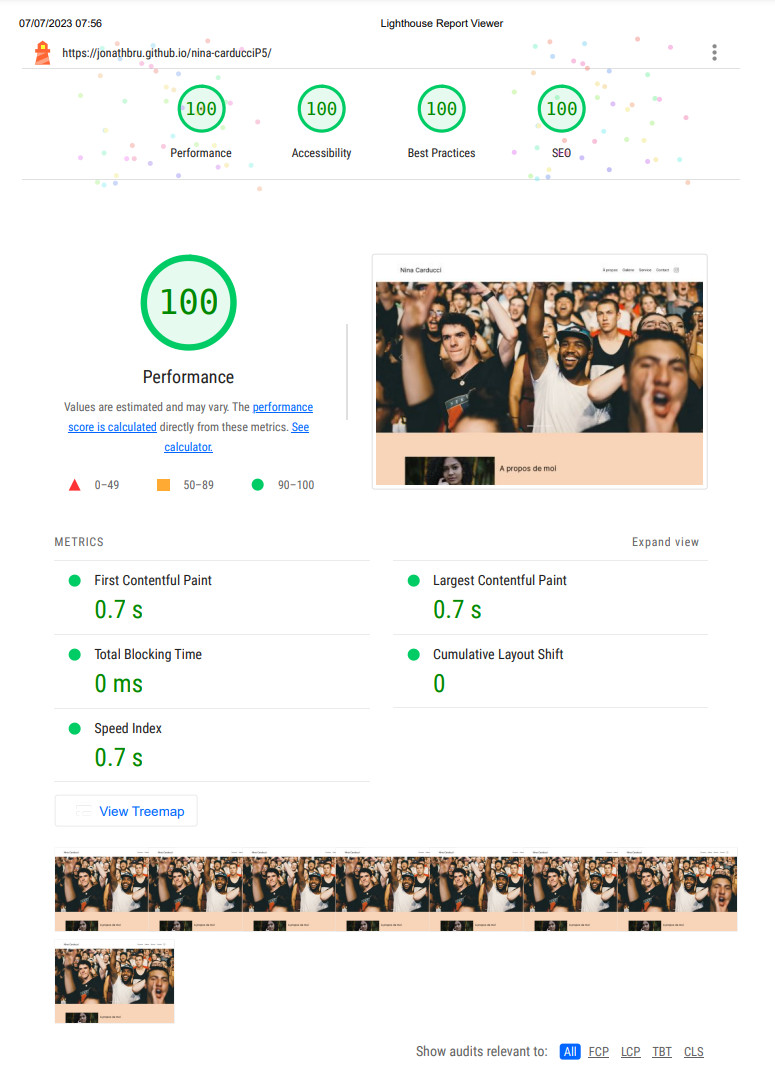 07/07/2023 07:56 Lighthouse Report Viewer
https://jonathbru.github.io/nina-carducciP5/
100 100 100 100
Performance Accessibility Best Practices SEO
100
Performance
Values are estimated and may vary. The performance
score is calculated directly from these metrics. See
calculator.
0–49 50–89 90–100
Nina Carducci
A propos Galerie Service Contact
A propos de moi
METRICS Expand view
First Contentful Paint
0.7 s
Largest Contentful Paint
0.7 s
Total Blocking Time
0 ms
Cumulative Layout Shift
0
Speed Index
0.7 s
View Treemap
Show audits relevant to: All FCP LCP TBT CLS